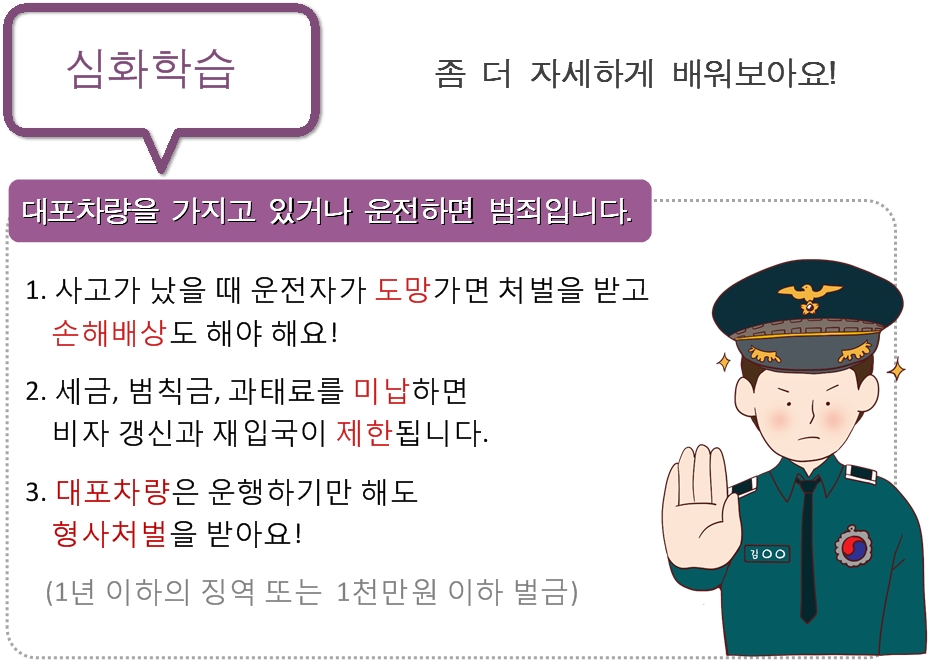 심화학습
좀 더 자세하게 배워보아요!
대포차량을 가지고 있거나 운전하면 범죄입니다.
1. 사고가 났을 때 운전자가 도망가면 처벌을 받고
손해배상도 해야 해요!
2. 세금, 범칙금, 과태료를 미납하면
비자 갱신과 재입국이 제한됩니다.
3. 대포차량은 운행하기만 해도
형사처벌을 받아요!
(1년 이하의 징역 또는 1천만원 이하 벌금)
김○○